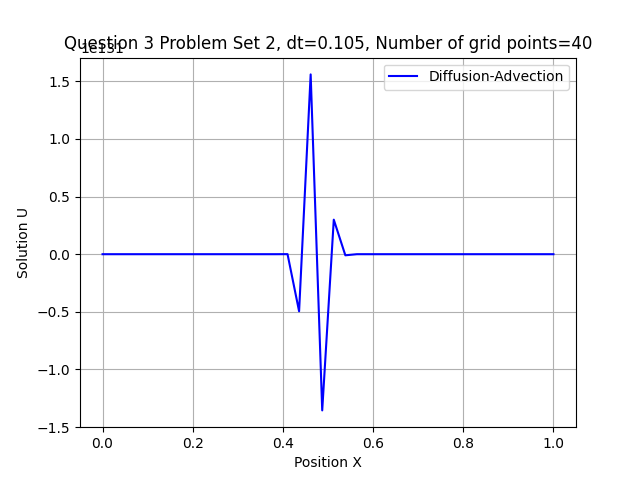 Question 3 Problem Set 2, dt=0.105, Number of grid points=40
1e131
Diffusion-Advection
1.5
1.0
0.5
0.0
−0.5
−1.0
−1.5
Solution U
0.0 0.2 0.4 0.6 0.8 1.0
Position X